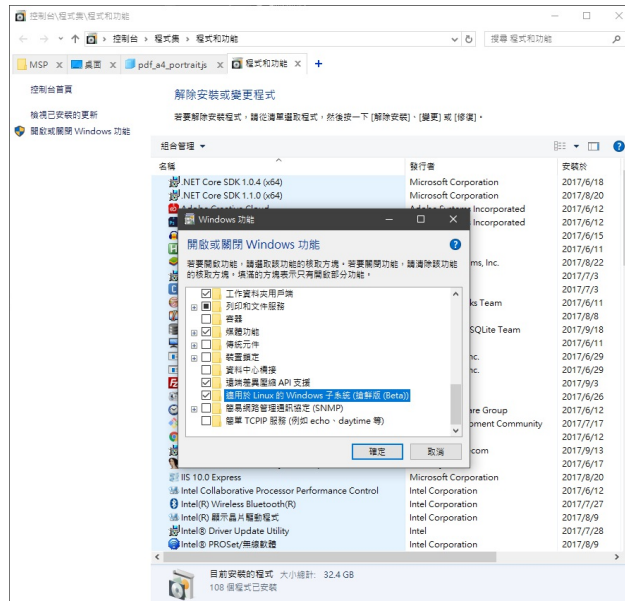 控制台\程式集\程式和功能
控制台 › 程式集 › 程式和功能
搜尋 程式和功能
MSP
桌面
pdf_a4_portraitjs
程式和功能
控制台首頁
檢視已安裝的更新
開啟或關閉 Windows 功能
解除安裝或變更程式
若要解除安裝程式，請從清單選取程式，然後按一下 [解除安裝]、[變更] 或 [修復]。
組合管理
名稱 發行者 安裝於
.NET Core SDK 1.0.4 (x64) Microsoft Corporation 2017/6/18
.NET Core SDK 1.1.0 (x64) Microsoft Corporation 2017/8/20
Adobe Creative Cloud Adobe Systems Incorporated 2017/6/12
Incorporated 2017/6/12
2017/6/15
2017/6/11
ms, Inc. 2017/8/22
2017/7/3
2017/7/3
ks Team 2017/6/11
2017/8/8
SQLite Team 2017/9/18
2017/6/11
nc. 2017/6/29
nc. 2017/6/29
2017/9/3
2017/6/26
are Group 2017/6/12
pment Community 2017/7/17
2017/6/12
com 2017/9/13
2017/6/17
IIS 10.0 Express Microsoft Corporation 2017/8/20
Intel Collaborative Processor Performance Control Intel Corporation 2017/6/12
Intel(R) Wireless Bluetooth(R) Intel Corporation 2017/7/27
Intel(R) 顯示晶片驅動程式 Intel Corporation 2017/8/9
Intel® Driver Update Utility Intel 2017/7/28
Intel® PROSet/無線軟體 Intel Corporation 2017/8/9
目前安裝的程式 大小總計: 32.4 GB
108 個程式已安裝
Windows 功能
開啟或關閉 Windows 功能
若要開啟功能，請選取該功能的核取方塊。若要關閉功能，請清除該功能
的核取方塊。填滿的方塊表示只有開啟部分功能。
工作資料夾用戶端
列印和文件服務
容器
媒體功能
傳統元件
裝置鎖定
資料中心橋接
遠端差異壓縮 API 支援
適用於 Linux 的 Windows 子系統 (搶鮮版 (Beta))
簡易網路管理通訊協定 (SNMP)
簡單 TCPIP 服務 (例如 echo、daytime 等)
確定
取消